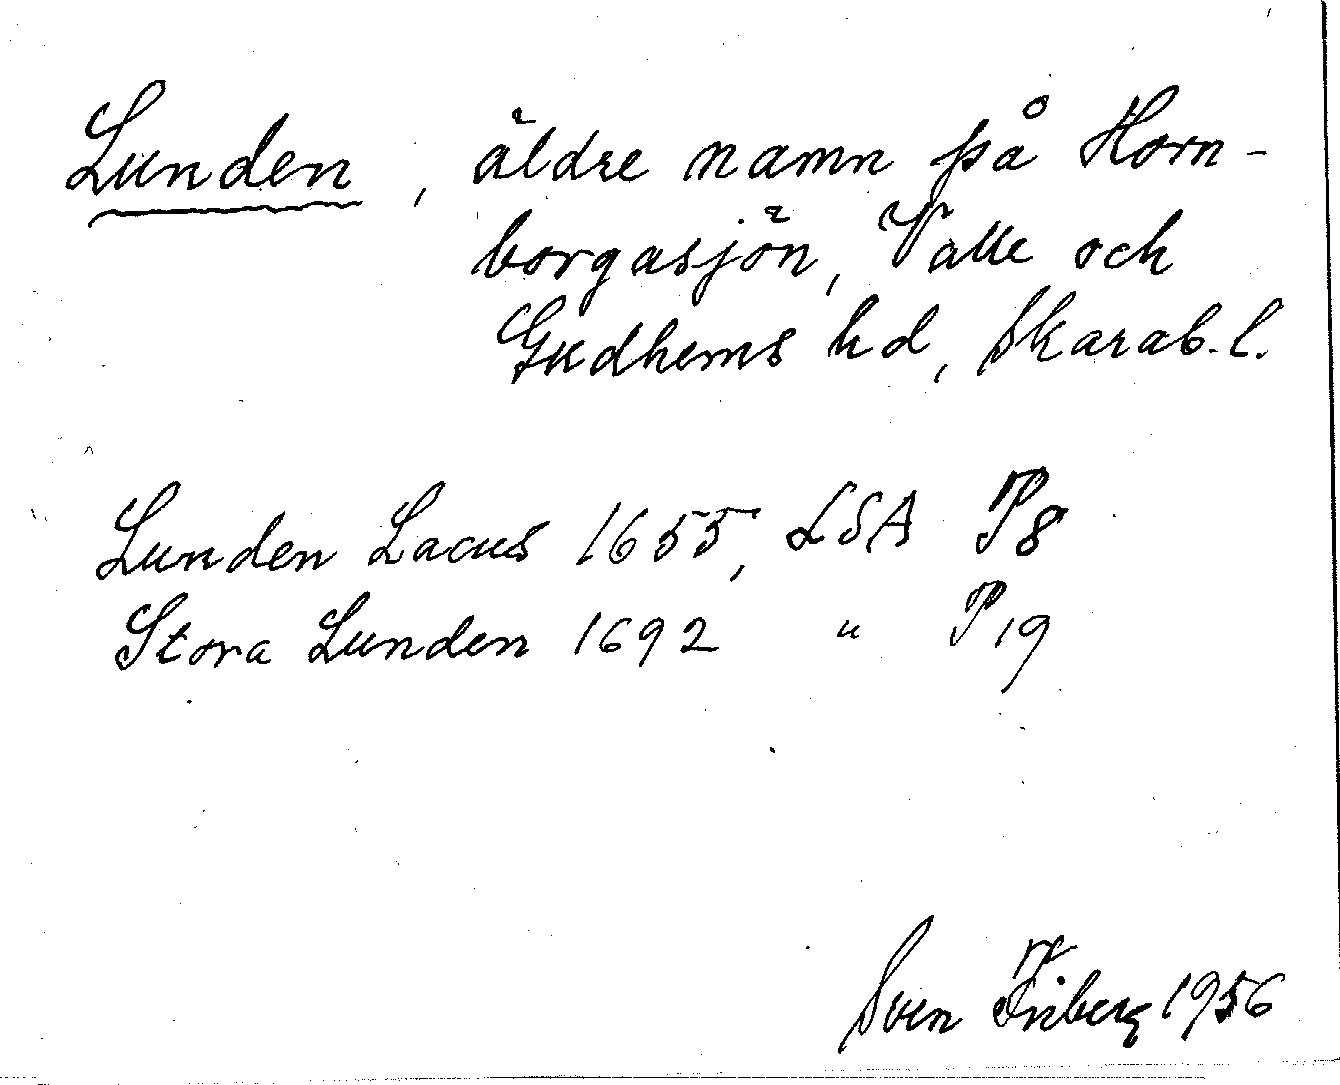 Lunden, äldre namn på Horn-
borgasjön, Valle och
Gudhems hd, Skarab. l.
Lunden Lacus 1655, LSA P8
Stora Lunden 1692 " P19
Sven Friberg 1956